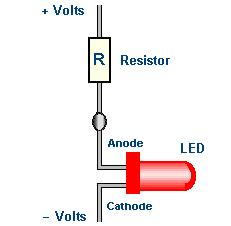 + Volts
R
Resistor
Anode
LED
Cathode
– Volts